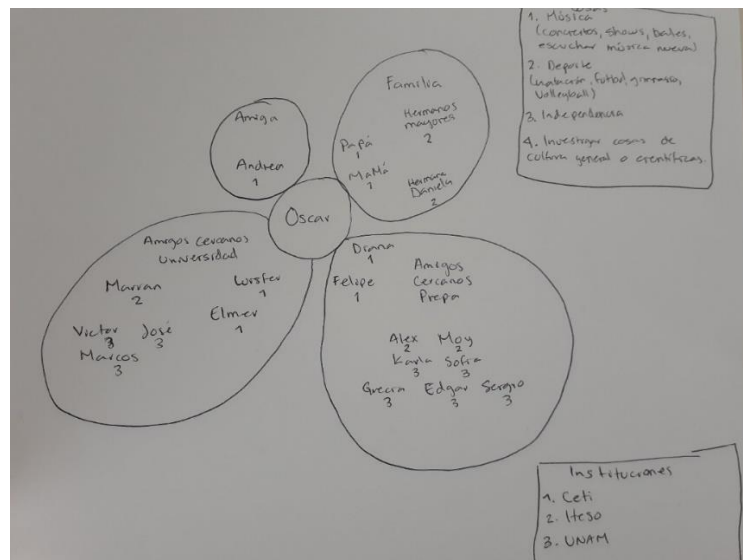 1. Música
(conciertos, shows, bailes,
escuchar música nueva)
2. Deporte
(natación, futbol, gimnasio,
Volleyball)
3. Independencia
4. Investigar cosas de
cultura general o científicas.
Familia
Hermanos
mayores
2
Papá
1
MaMá
1
Hermana
Daniela
2
Amiga
Andrea
1
Oscar
Amigos Cercanos
Universidad
Marian
2
Luisfer
1
Elmer
1
Victor
3
José
3
Marcos
3
Diana
1
Felipe
1
Amigos
Cercanos
Prepa
Alex
2
Moy
2
Karla
3
Sofia
3
Grecia
3
Edgar
3
Sergio
3
Instituciones
1. Ceti
2. Iteso
3. UNAM